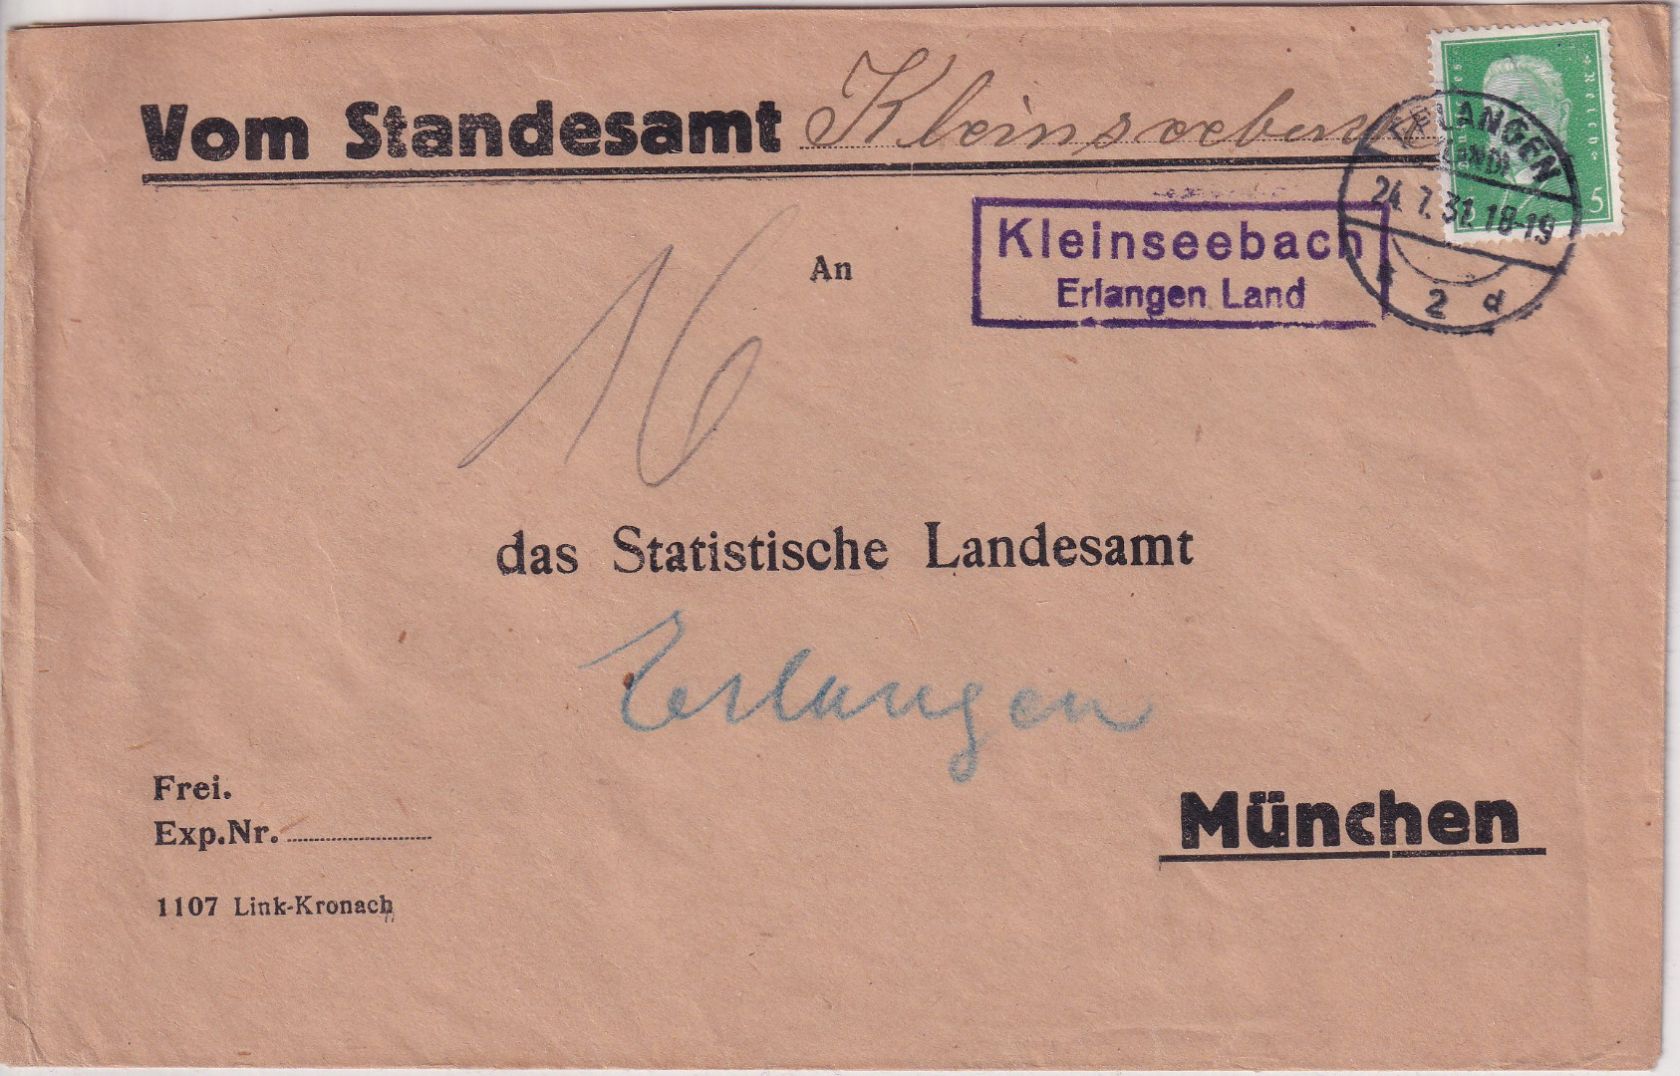 Vom Standesamt Kleinseebach
Kleinseebach
Erlangen Land
ERLANGEN
(LAND)
24.7.31.18-19
2 d
5
An
16
das Statistische Landesamt
Erlangen
Frei.
Exp.Nr.
München
1107 Link-Kronach